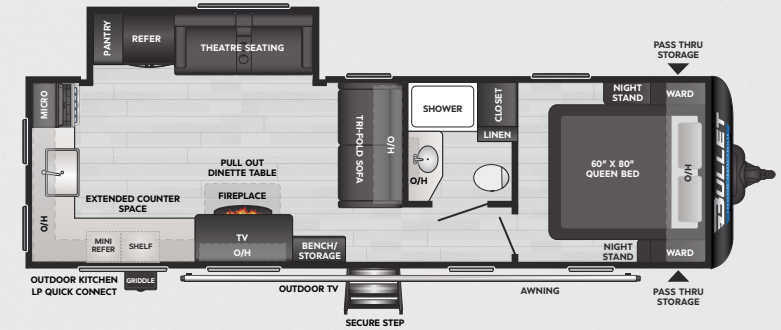 PANTRY
REFER
THEATRE SEATING
PASS THRU
STORAGE
MICRO
TRI-FOLD SOFA
O/H
SHOWER
CLOSET
LINEN
NIGHT
STAND
WARD
60" X 80"
QUEEN BED
O/H
BULLET
PULL OUT
DINETTE TABLE
FIREPLACE
EXTENDED COUNTER
SPACE
O/H
O/H
TV
O/H
MINI
REFER
SHELF
BENCH/
STORAGE
NIGHT
STAND
WARD
OUTDOOR KITCHEN
LP QUICK CONNECT
GRIDDLE
OUTDOOR TV
AWNING
PASS THRU
STORAGE
SECURE STEP